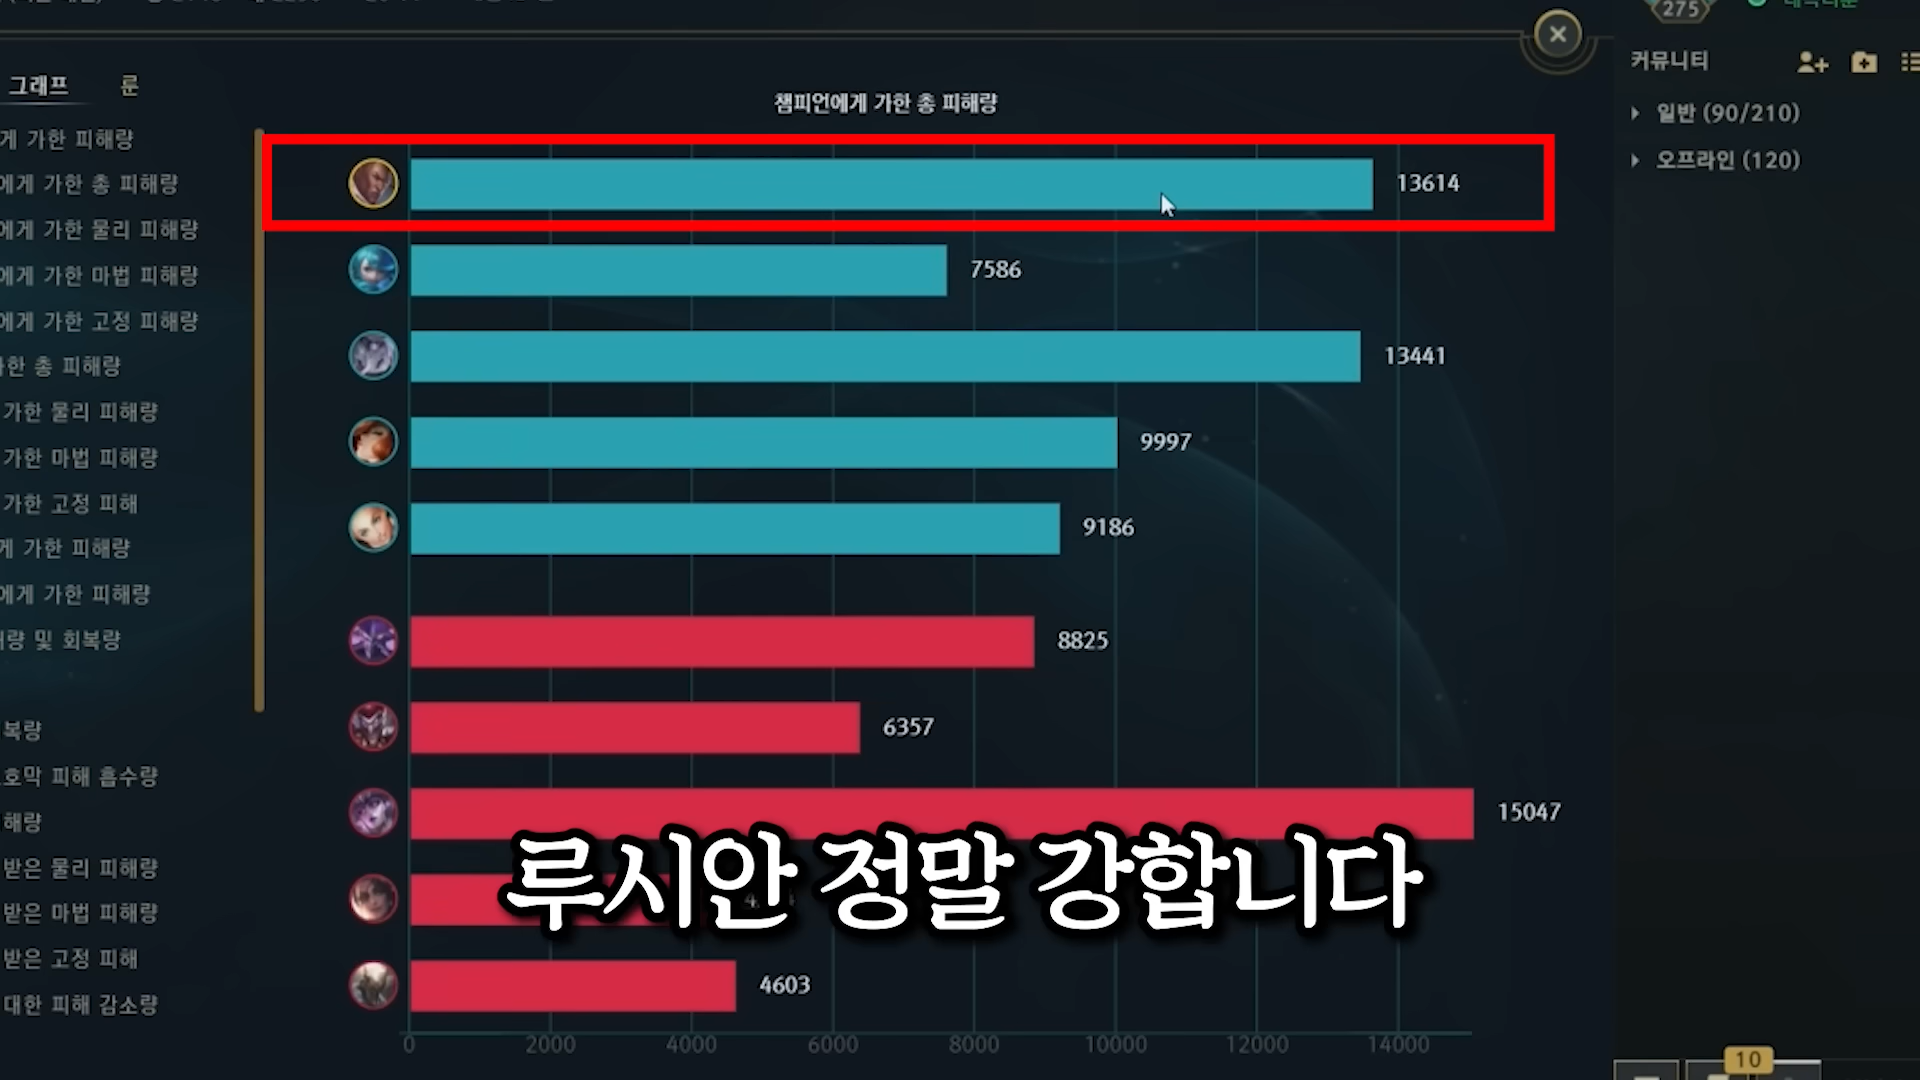 275
커뮤니티
그래프 룬
챔피언에게 가한 총 피해량
일반 (90/210)
오프라인 (120)
게 가한 피해량
에게 가한 총 피해량
에게 가한 물리 피해량
에게 가한 마법 피해량
에게 가한 고정 피해량
한 총 피해량
가한 물리 피해량
가한 마법 피해량
가한 고정 피해
게 가한 피해량
에게 가한 피해량
량 및 회복량
복량
호막 피해 흡수량
해량
받은 물리 피해량
받은 마법 피해량
받은 고정 피해
대한 피해 감소량
13614
7586
13441
9997
9186
8825
6357
15047
4603
루시안 정말 강합니다
0 2000 4000 6000 8000 10000 12000 14000
10